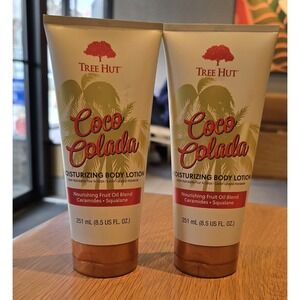 TREE HUT
Coco
Colada
MOISTURIZING BODY LOTION
Nourishing Fruit Oil Blend
Ceramides • Squalane
251 mL (8.5 US FL. OZ.)
TREE HUT
Coco
Colada
MOISTURIZING BODY LOTION
Nourishing Fruit Oil Blend
Ceramides • Squalane
251 mL (8.5 US FL. OZ.)